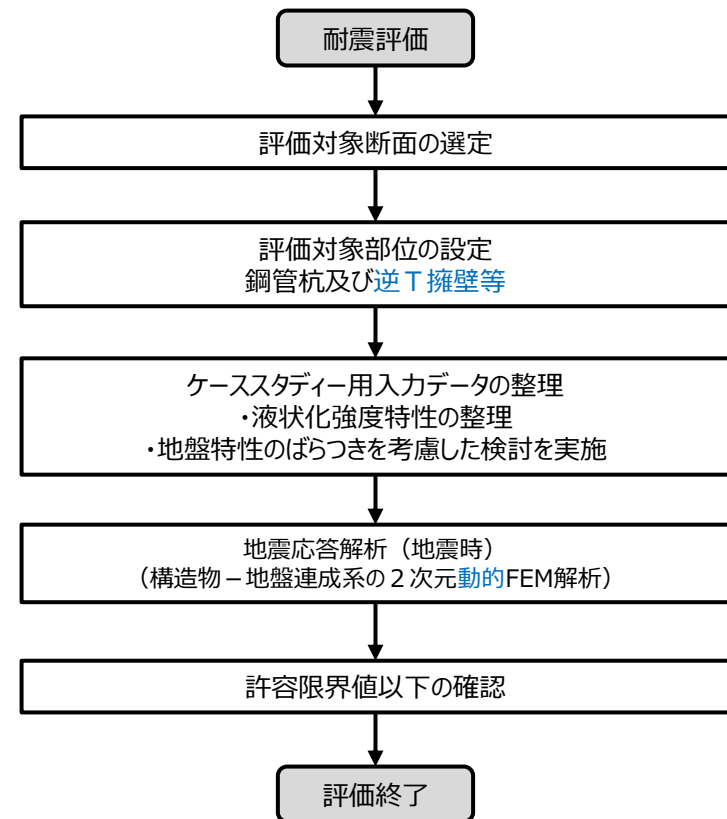 耐震評価
評価対象断面の選定
評価対象部位の設定
鋼管杭及び逆T擁壁等
ケーススタディー用入力データの整理
・液状化強度特性の整理
・地盤特性のばらつきを考慮した検討を実施
地震応答解析（地震時）
（構造物－地盤連成系の２次元動的FEM解析）
許容限界値以下の確認
評価終了